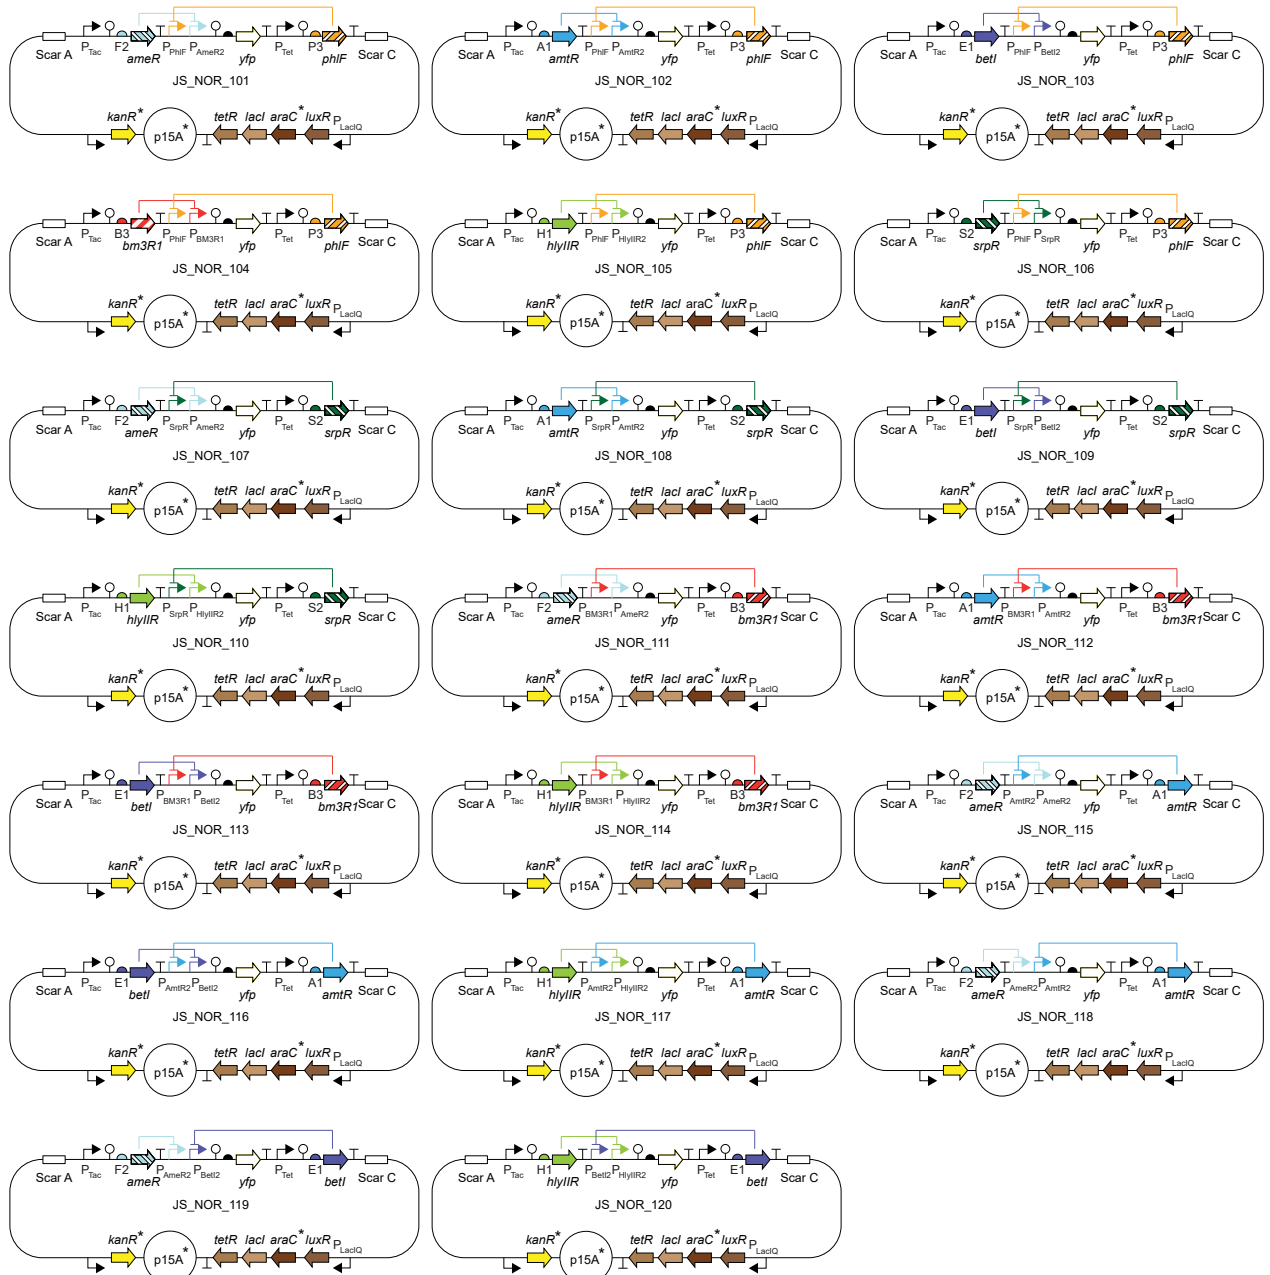 Scar A P_Tac F2 ameR P_PhlF P_AmeR2 yfp P_Tet P3 phlF Scar C
JS_NOR_101
kanR* p15A* tetR lacI araC* luxR P_LacIQ
Scar A P_Tac A1 amtR P_PhlF P_AmtR2 yfp P_Tet P3 phlF Scar C
JS_NOR_102
kanR* p15A* tetR lacI araC* luxR P_LacIQ
Scar A P_Tac E1 betI P_PhlF P_BetI2 yfp P_Tet P3 phlF Scar C
JS_NOR_103
kanR* p15A* tetR lacI araC* luxR P_LacIQ
Scar A P_Tac B3 bm3R1 P_PhlF P_BM3R1 yfp P_Tet P3 phlF Scar C
JS_NOR_104
kanR* p15A* tetR lacI araC* luxR P_LacIQ
Scar A P_Tac H1 hlyIIR P_PhlF P_HlyIIR2 yfp P_Tet P3 phlF Scar C
JS_NOR_105
kanR* p15A* tetR lacI araC* luxR P_LacIQ
Scar A P_Tac S2 srpR P_PhlF P_SrpR yfp P_Tet P3 phlF Scar C
JS_NOR_106
kanR* p15A* tetR lacI araC* luxR P_LacIQ
Scar A P_Tac F2 ameR P_SrpR P_AmeR2 yfp P_Tet S2 srpR Scar C
JS_NOR_107
kanR* p15A* tetR lacI araC* luxR P_LacIQ
Scar A P_Tac A1 amtR P_SrpR P_AmtR2 yfp P_Tet S2 srpR Scar C
JS_NOR_108
kanR* p15A* tetR lacI araC* luxR P_LacIQ
Scar A P_Tac E1 betI P_SrpR P_BetI2 yfp P_Tet S2 srpR Scar C
JS_NOR_109
kanR* p15A* tetR lacI araC* luxR P_LacIQ
Scar A P_Tac H1 hlyIIR P_SrpR P_HlyIIR2 yfp P_Tet S2 srpR Scar C
JS_NOR_110
kanR* p15A* tetR lacI araC* luxR P_LacIQ
Scar A P_Tac F2 ameR P_BM3R1 P_AmeR2 yfp P_Tet B3 bm3R1 Scar C
JS_NOR_111
kanR* p15A* tetR lacI araC* luxR P_LacIQ
Scar A P_Tac A1 amtR P_BM3R1 P_AmtR2 yfp P_Tet B3 bm3R1 Scar C
JS_NOR_112
kanR* p15A* tetR lacI araC* luxR P_LacIQ
Scar A P_Tac E1 betI P_BM3R1 P_BetI2 yfp P_Tet B3 bm3R1 Scar C
JS_NOR_113
kanR* p15A* tetR lacI araC* luxR P_LacIQ
Scar A P_Tac H1 hlyIIR P_BM3R1 P_HlyIIR2 yfp P_Tet B3 bm3R1 Scar C
JS_NOR_114
kanR* p15A* tetR lacI araC* luxR P_LacIQ
Scar A P_Tac F2 ameR P_AmtR2 P_AmeR2 yfp P_Tet A1 amtR Scar C
JS_NOR_115
kanR* p15A* tetR lacI araC* luxR P_LacIQ
Scar A P_Tac E1 betI P_AmtR2 P_BetI2 yfp P_Tet A1 amtR Scar C
JS_NOR_116
kanR* p15A* tetR lacI araC* luxR P_LacIQ
Scar A P_Tac H1 hlyIIR P_AmtR2 P_HlyIIR2 yfp P_Tet A1 amtR Scar C
JS_NOR_117
kanR* p15A* tetR lacI araC* luxR P_LacIQ
Scar A P_Tac F2 ameR P_AmeR2 P_AmtR2 yfp P_Tet A1 amtR Scar C
JS_NOR_118
kanR* p15A* tetR lacI araC* luxR P_LacIQ
Scar A P_Tac F2 ameR P_AmeR2 P_BetI2 yfp P_Tet E1 betI Scar C
JS_NOR_119
kanR* p15A* tetR lacI araC* luxR P_LacIQ
Scar A P_Tac H1 hlyIIR P_BetI2 P_HlyIIR2 yfp P_Tet E1 betI Scar C
JS_NOR_120
kanR* p15A* tetR lacI araC* luxR P_LacIQ